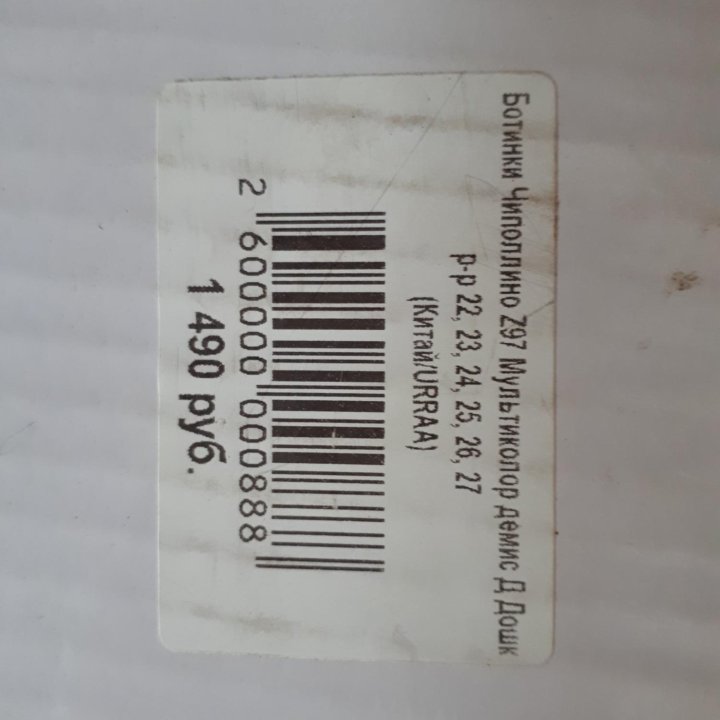 Ботинки Чиполлино Z97 Мультиколор демис Д Дошк
р-р 22, 23, 24, 25, 26, 27
(Китай/URRAA)
2 600000 000888
1 490 руб.